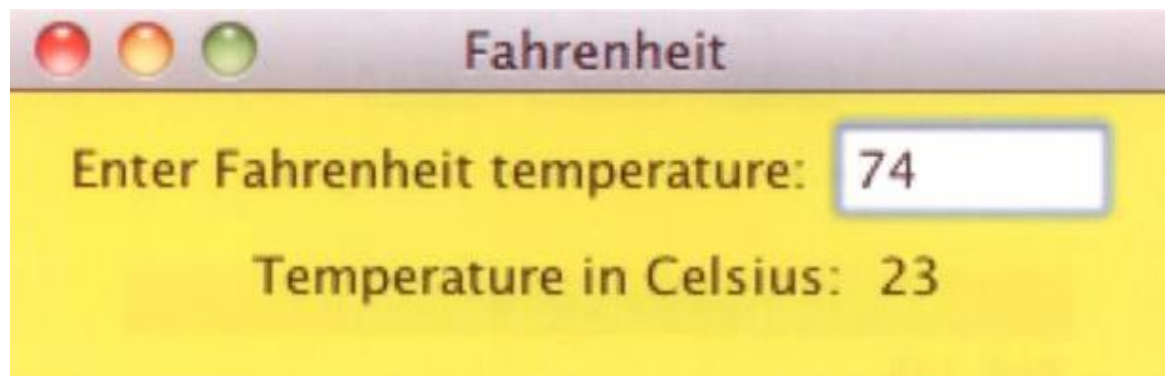 Fahrenheit
Enter Fahrenheit temperature: 74
Temperature in Celsius: 23